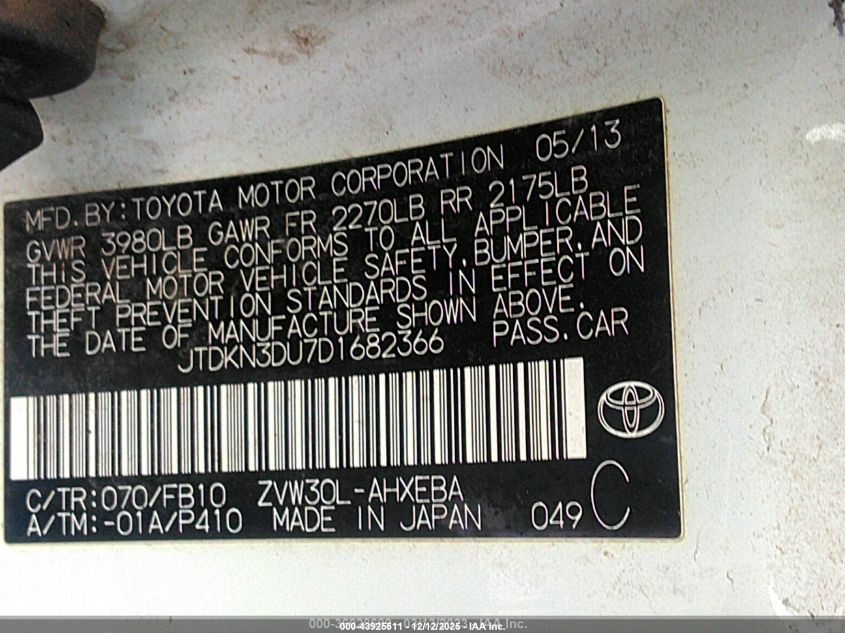 MFD.BY:TOYOTA MOTOR CORPORATION 05/13
GVWR 3980LB GAWR FR 2270LB RR 2175LB
THIS VEHICLE CONFORMS TO ALL APPLICABLE
FEDERAL MOTOR VEHICLE SAFETY,BUMPER,AND
THEFT PREVENTION STANDARDS IN EFFECT ON
THE DATE OF MANUFACTURE SHOWN ABOVE.
JTDKN3DU7D1682366 PASS.CAR
C/TR:070/FB10 ZVW30L-AHXEBA
A/TM:-01A/P410 MADE IN JAPAN 049 C
000-43925611 - 12/12/2025 - IAA Inc.